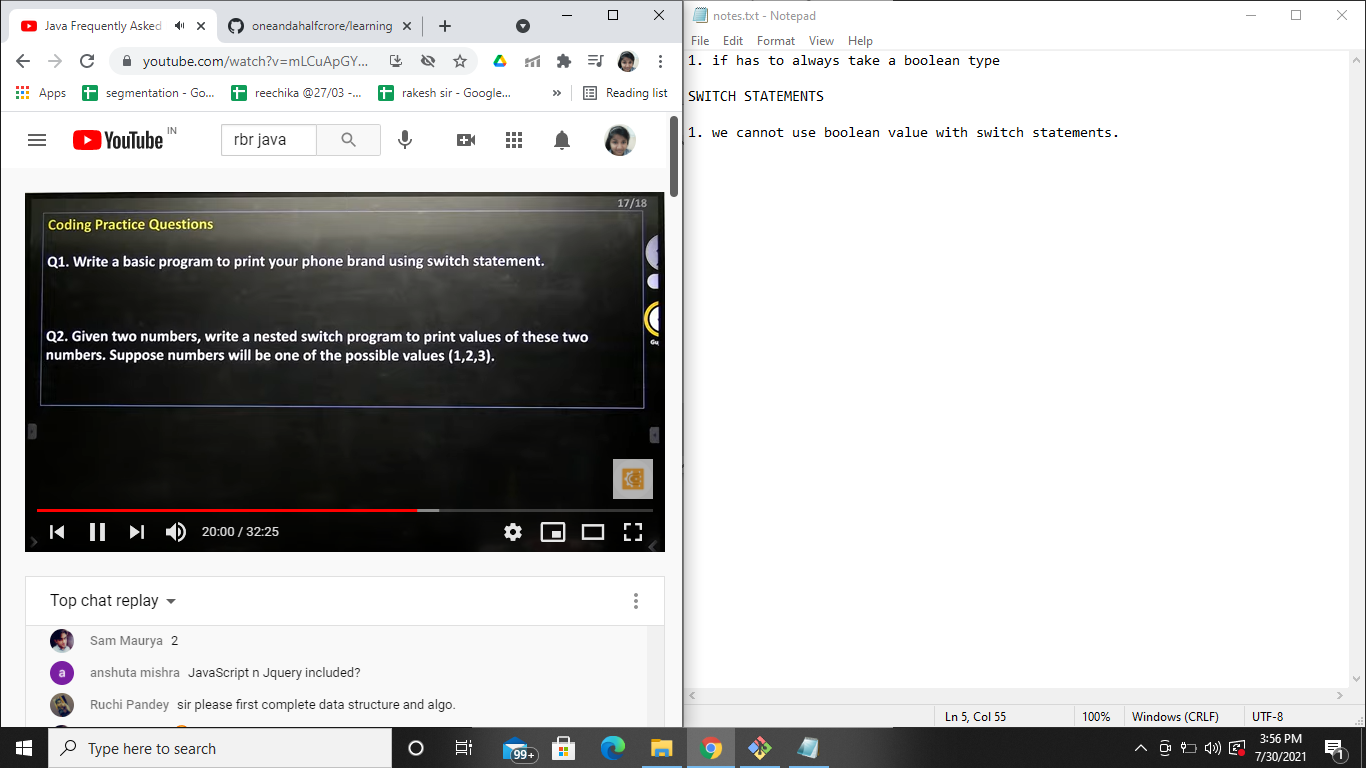 Java Frequently Asked
oneandahalfcrore/learning
youtube.com/watch?v=mLCuApGY...
Apps
segmentation - Go...
reechika @27/03 -...
rakesh sir - Google...
»
Reading list
YouTube IN
rbr java
17/18
Coding Practice Questions
Q1. Write a basic program to print your phone brand using switch statement.
Q2. Given two numbers, write a nested switch program to print values of these two
numbers. Suppose numbers will be one of the possible values (1,2,3).
20:00 / 32:25
Top chat replay
Sam Maurya 2
a anshuta mishra JavaScript n Jquery included?
Ruchi Pandey sir please first complete data structure and algo.
notes.txt - Notepad
File Edit Format View Help
1. if has to always take a boolean type
SWITCH STATEMENTS
1. we cannot use boolean value with switch statements.
Ln 5, Col 55
100%
Windows (CRLF)
UTF-8
Type here to search
99+
3:56 PM
7/30/2021
1